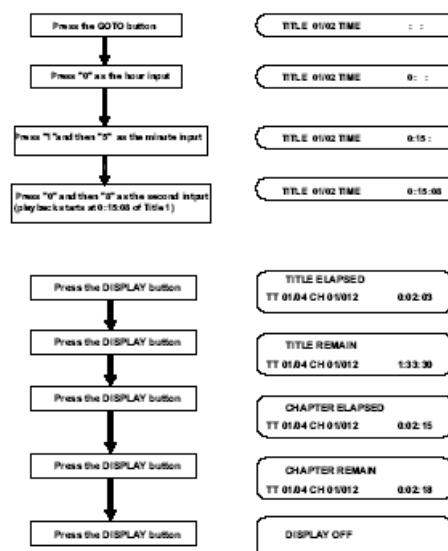 Press the GOTO button
TITLE 01/02 TIME : :
Press "0" as the hour input
TITLE 01/02 TIME 0: :
Press "1" and then "5" as the minute input
TITLE 01/02 TIME 0:15 :
Press "0" and then "8" as the second intput
(playback starts at 0:15:08 of Title 1)
TITLE 01/02 TIME 0:15:08
Press the DISPLAY button
TITLE ELAPSED
TT 01/04 CH 01/012 0:02:03
Press the DISPLAY button
TITLE REMAIN
TT 01/04 CH 01/012 1:33:30
Press the DISPLAY button
CHAPTER ELAPSED
TT 01/04 CH 01/012 0:02:15
Press the DISPLAY button
CHAPTER REMAIN
TT 01/04 CH 01/012 0:02:18
Press the DISPLAY button
DISPLAY OFF